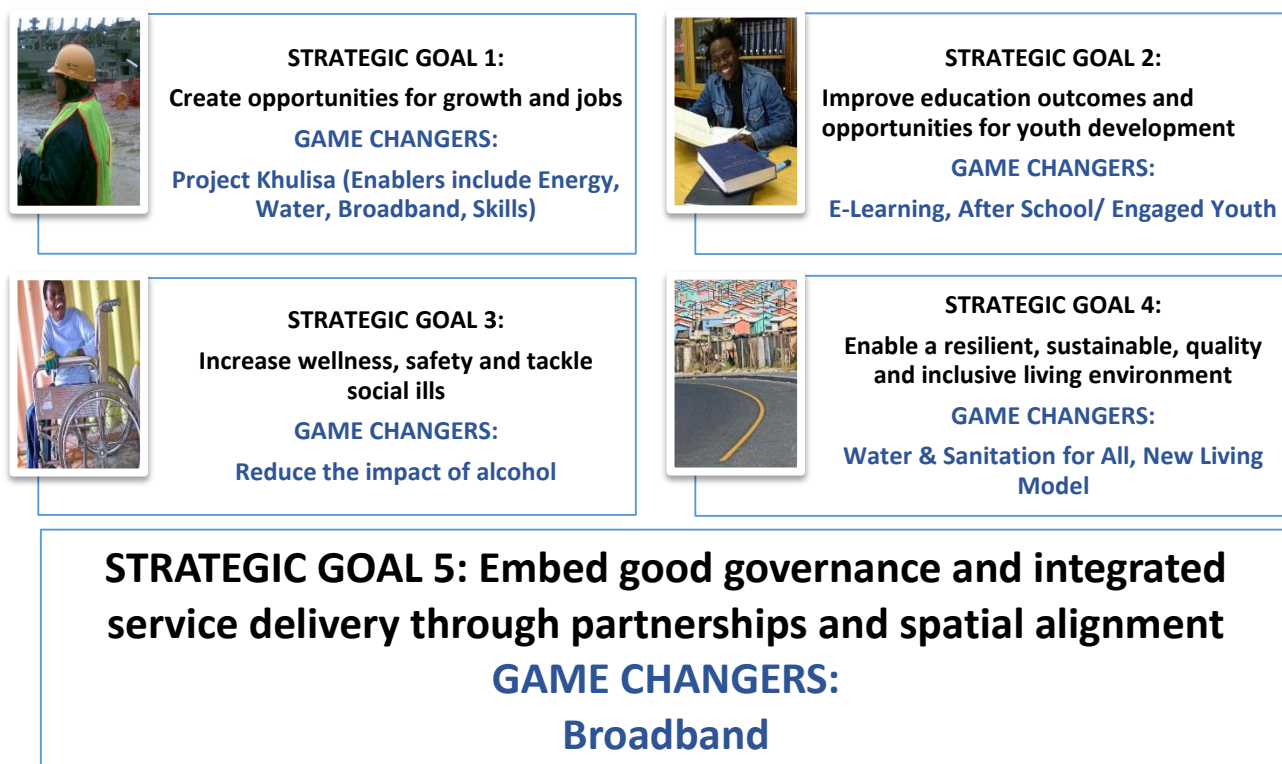 STRATEGIC GOAL 1:
Create opportunities for growth and jobs
GAME CHANGERS:
Project Khulisa (Enablers include Energy,
Water, Broadband, Skills)
STRATEGIC GOAL 2:
Improve education outcomes and
opportunities for youth development
GAME CHANGERS:
E-Learning, After School/ Engaged Youth
STRATEGIC GOAL 3:
Increase wellness, safety and tackle
social ills
GAME CHANGERS:
Reduce the impact of alcohol
STRATEGIC GOAL 4:
Enable a resilient, sustainable, quality
and inclusive living environment
GAME CHANGERS:
Water & Sanitation for All, New Living
Model
STRATEGIC GOAL 5: Embed good governance and integrated
service delivery through partnerships and spatial alignment
GAME CHANGERS:
Broadband